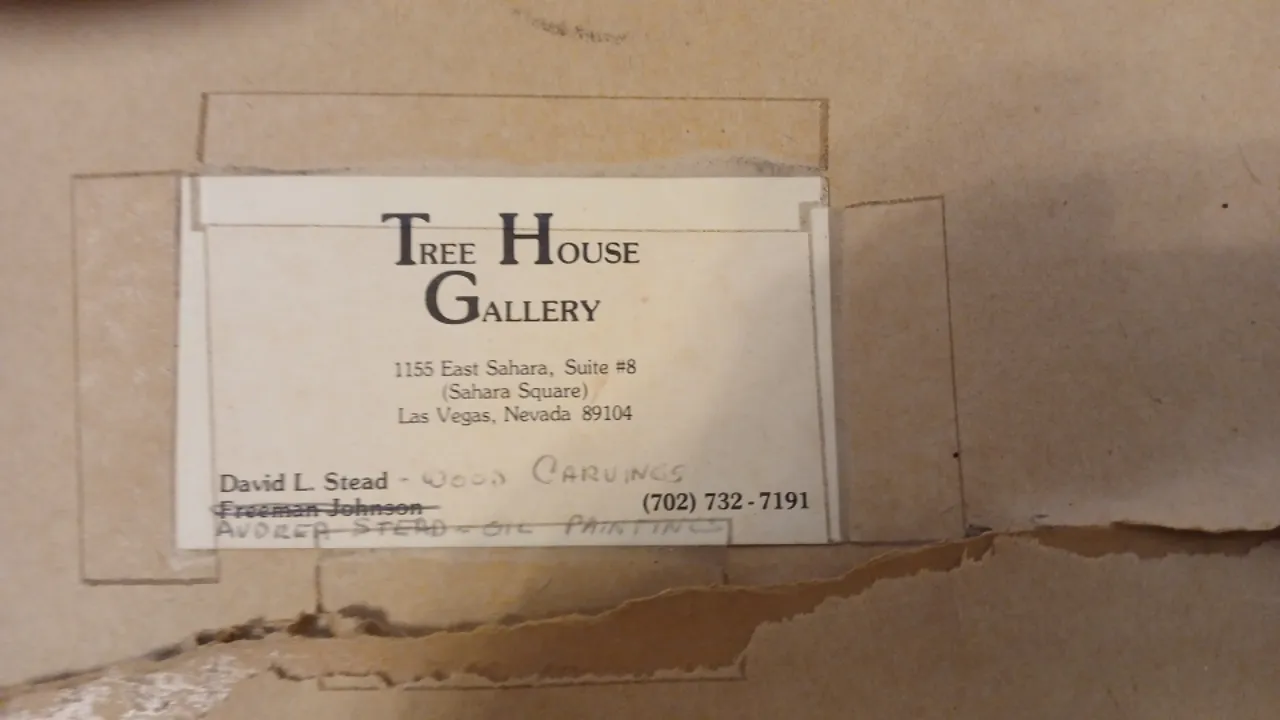 TREE HOUSE
GALLERY
1155 East Sahara, Suite #8
(Sahara Square)
Las Vegas, Nevada 89104
David L. Stead - WOOD CARVINGS
Freeman Johnson
(702) 732-7191
AUDREA STEAD - OIL PAINTINGS